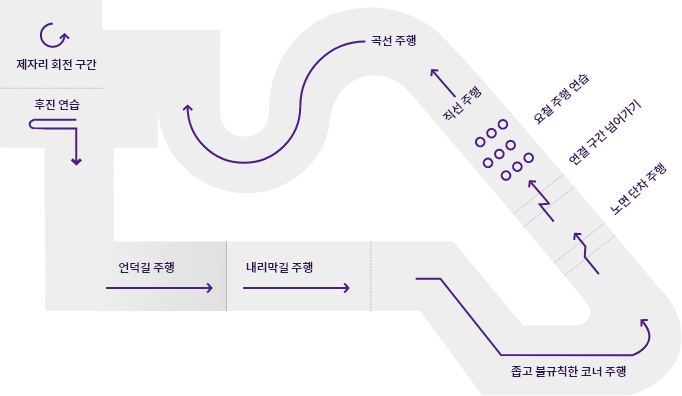 제자리 회전 구간
후진 연습
언덕길 주행
내리막길 주행
좁고 불규칙한 코너 주행
노면 단차 주행
연결 구간 넘어가기
요철 주행 연습
직선 주행
곡선 주행